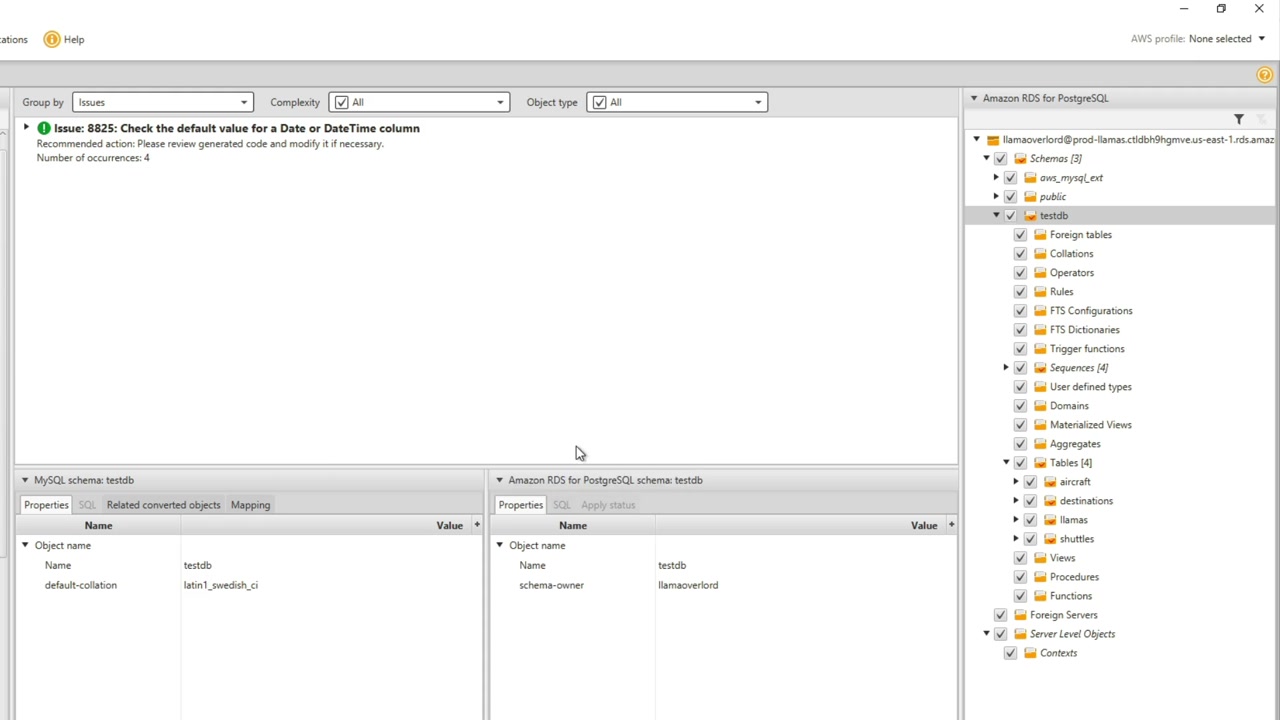 ations
Help
AWS profile: None selected
Group by
Issues
Complexity
All
Object type
All
Issue: 8825: Check the default value for a Date or DateTime column
Recommended action: Please review generated code and modify it if necessary.
Number of occurrences: 4
MySQL schema: testdb
Properties
SQL
Related converted objects
Mapping
Name
Value
Object name
Name
testdb
default-collation
latin1_swedish_ci
Amazon RDS for PostgreSQL schema: testdb
Properties
SQL
Apply status
Name
Value
Object name
Name
testdb
schema-owner
llamaoverlord
Amazon RDS for PostgreSQL
llamaoverlord@prod-llamas.ctldbh9hgmve.us-east-1.rds.amaz
Schemas [3]
aws_mysql_ext
public
testdb
Foreign tables
Collations
Operators
Rules
FTS Configurations
FTS Dictionaries
Trigger functions
Sequences [4]
User defined types
Domains
Materialized Views
Aggregates
Tables [4]
aircraft
destinations
llamas
shuttles
Views
Procedures
Functions
Foreign Servers
Server Level Objects
Contexts